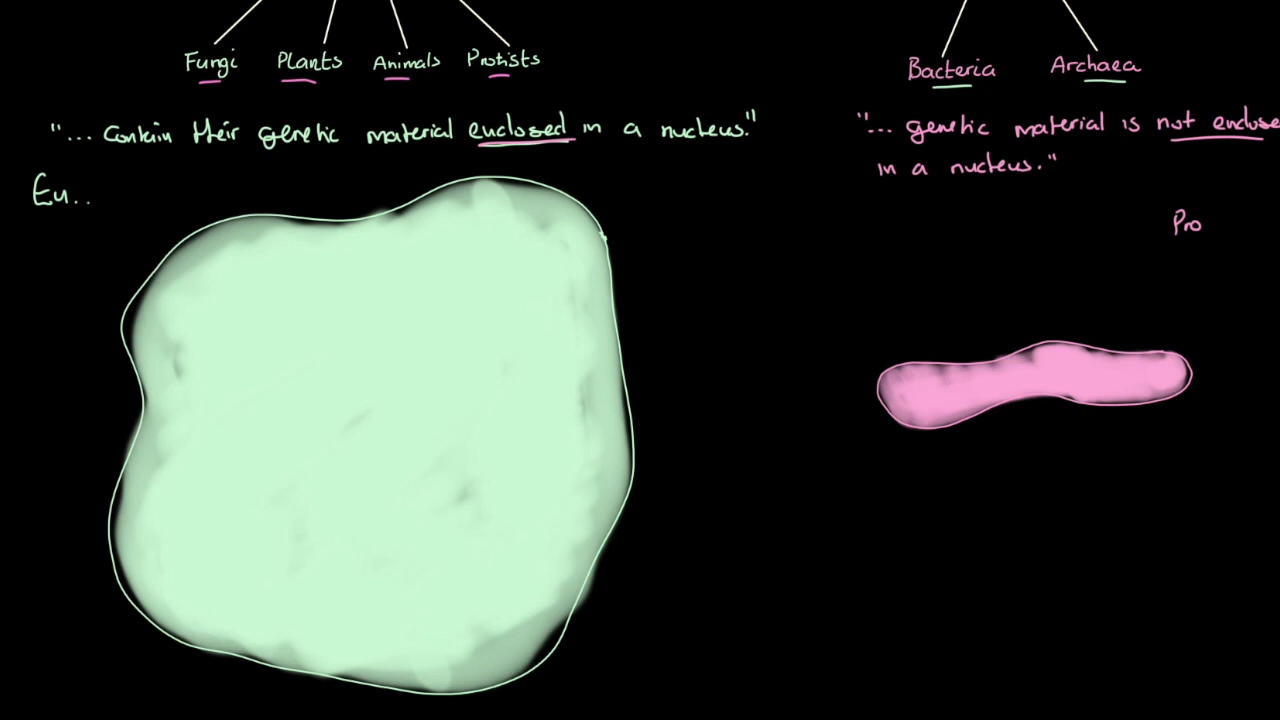 Fungi Plants Animals Protists
Bacteria Archaea
"... Contain their genetic material enclosed in a nucleus."
"... genetic material is not enclose
in a nucleus."
Eu..
Pro